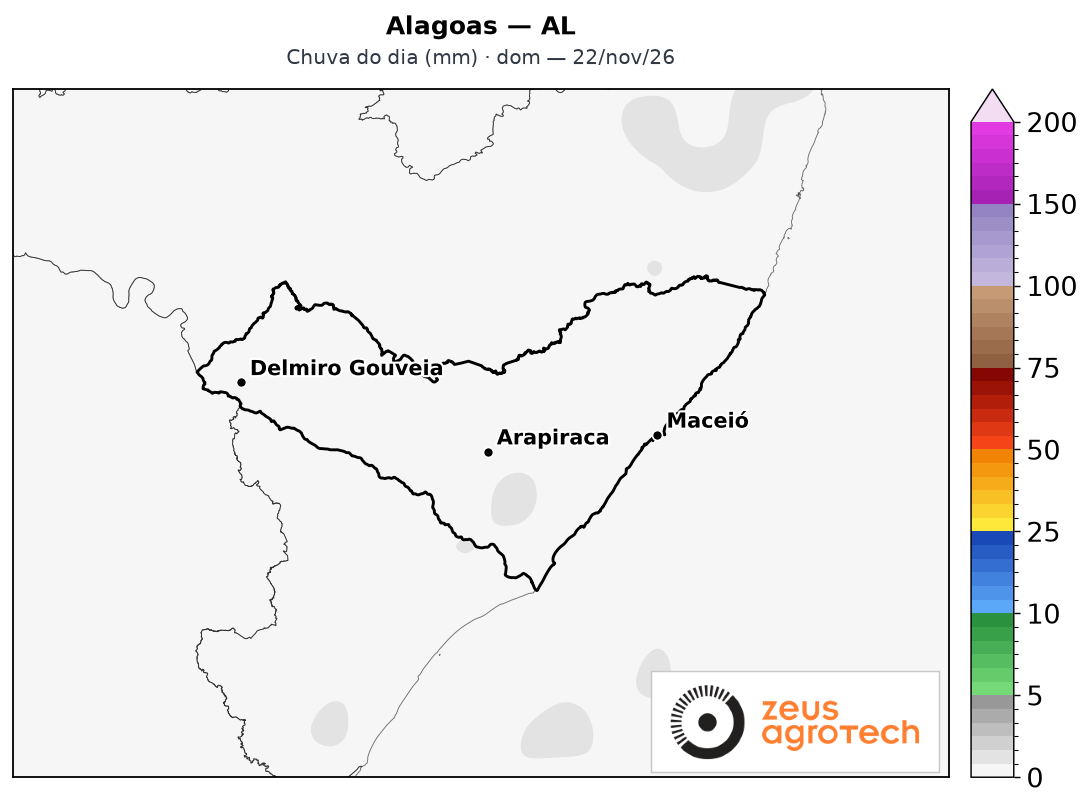 Alagoas — AL
Chuva do dia (mm) · dom — 22/nov/26
Delmiro Gouveia
Arapiraca
Maceió
200
150
100
75
50
25
10
5
0
zeus
agrotech